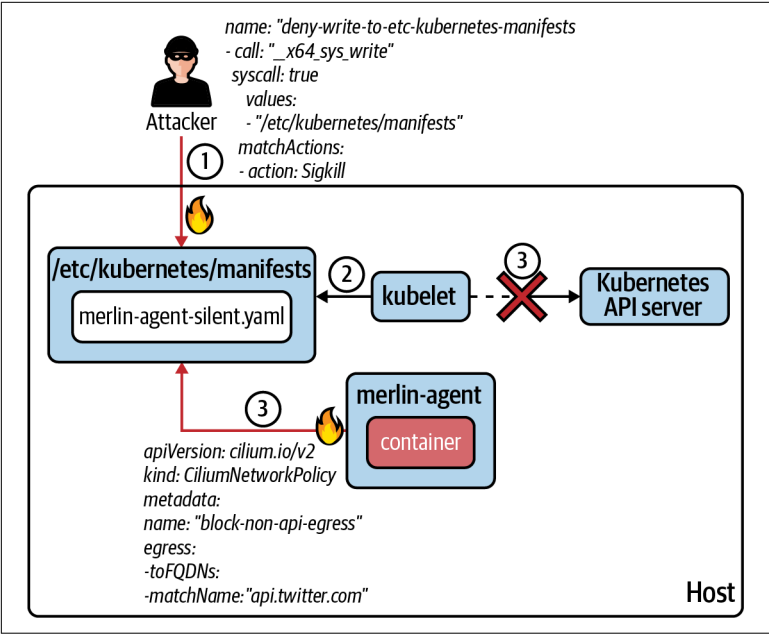 name: "deny-write-to-etc-kubernetes-manifests
- call: "__x64_sys_write"
syscall: true
values:
- "/etc/kubernetes/manifests"
matchActions:
- action: Sigkill
Attacker
1
/etc/kubernetes/manifests
merlin-agent-silent.yaml
2
kubelet
3
Kubernetes
API server
3
merlin-agent
container
apiVersion: cilium.io/v2
kind: CiliumNetworkPolicy
metadata:
name: "block-non-api-egress"
egress:
-toFQDNs:
-matchName:"api.twitter.com"
Host